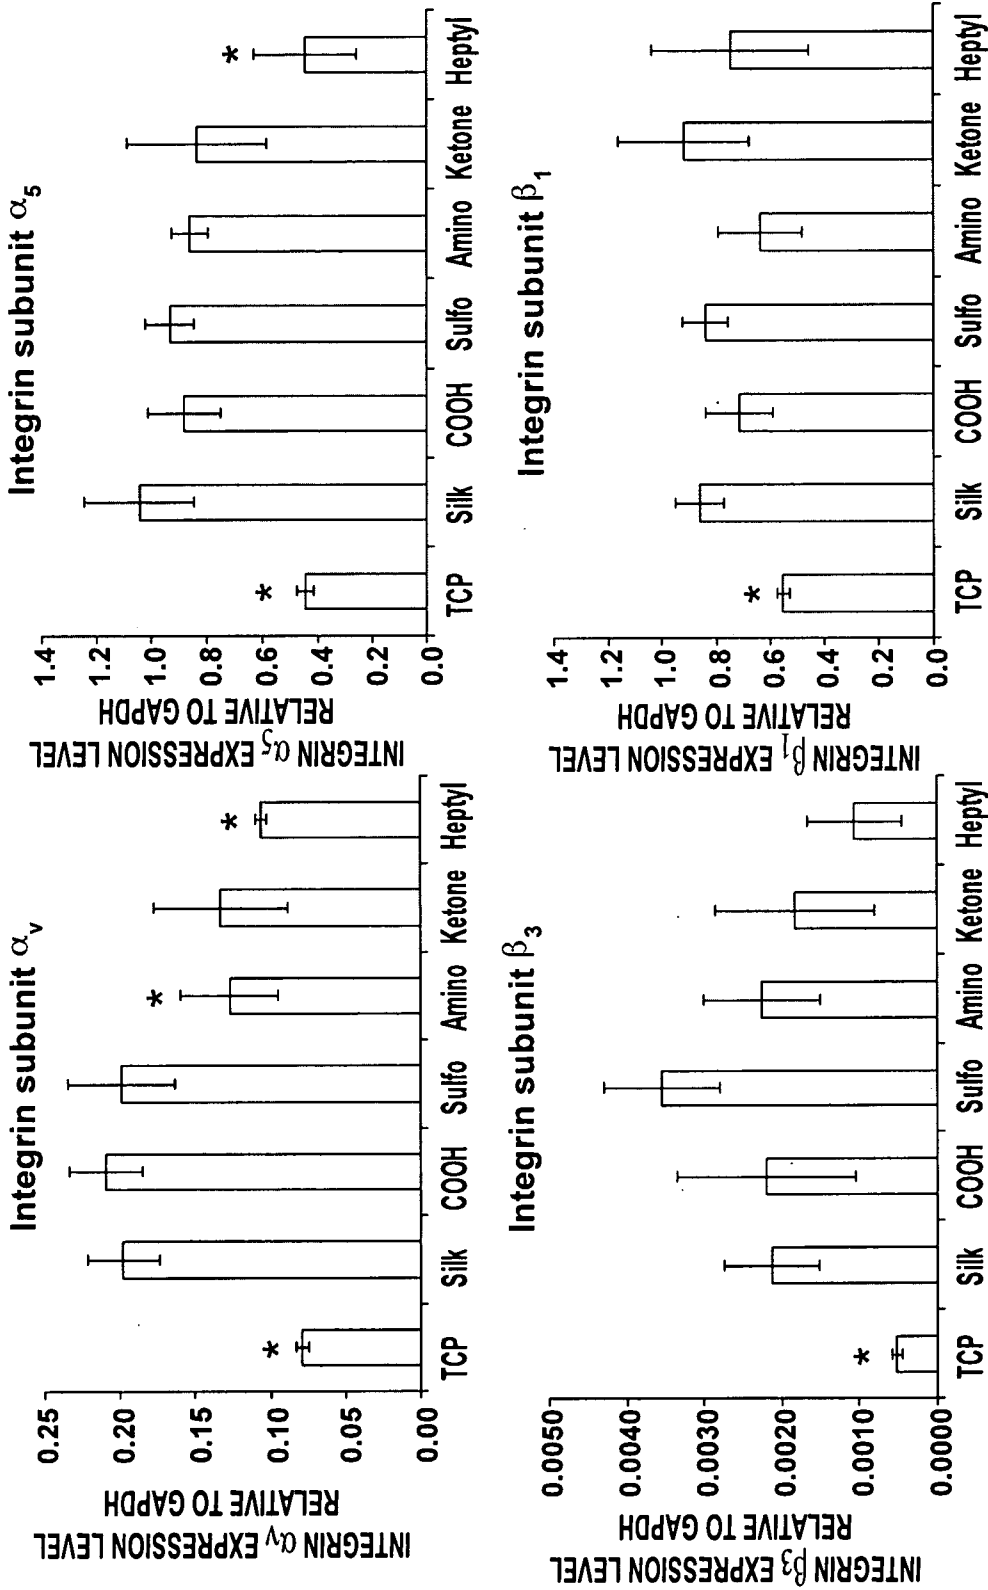 Integrin subunit αv
INTEGRIN αv EXPRESSION LEVEL
RELATIVE TO GAPDH
0.25
0.20
0.15
0.10
0.05
0.00
*
*
*
TCP Silk COOH Sulfo Amino Ketone Heptyl
Integrin subunit α5
INTEGRIN α5 EXPRESSION LEVEL
RELATIVE TO GAPDH
1.4
1.2
1.0
0.8
0.6
0.4
0.2
0.0
*
*
TCP Silk COOH Sulfo Amino Ketone Heptyl
Integrin subunit β3
INTEGRIN β3 EXPRESSION LEVEL
RELATIVE TO GAPDH
0.0050
0.0040
0.0030
0.0020
0.0010
0.0000
*
TCP Silk COOH Sulfo Amino Ketone Heptyl
Integrin subunit β1
INTEGRIN β1 EXPRESSION LEVEL
RELATIVE TO GAPDH
1.4
1.2
1.0
0.8
0.6
0.4
0.2
0.0
*
TCP Silk COOH Sulfo Amino Ketone Heptyl